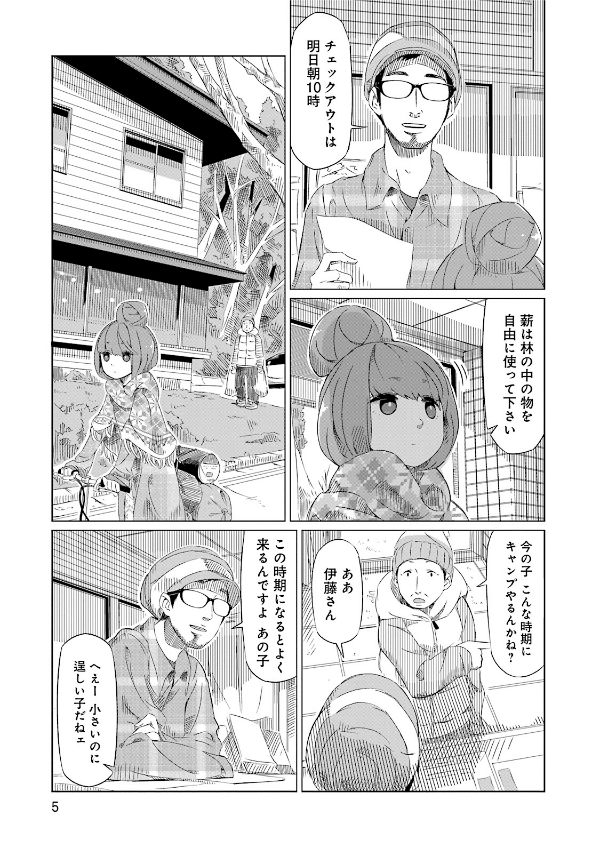 チェックアウトは
明日朝10時
薪は林の中の物を
自由に使って下さい
今の子 こんな時期に
キャンプやるんかね?
ああ
伊藤さん
この時期になるとよく
来るんですよ あの子
へぇー 小さいのに
逞しい子だねェ
5